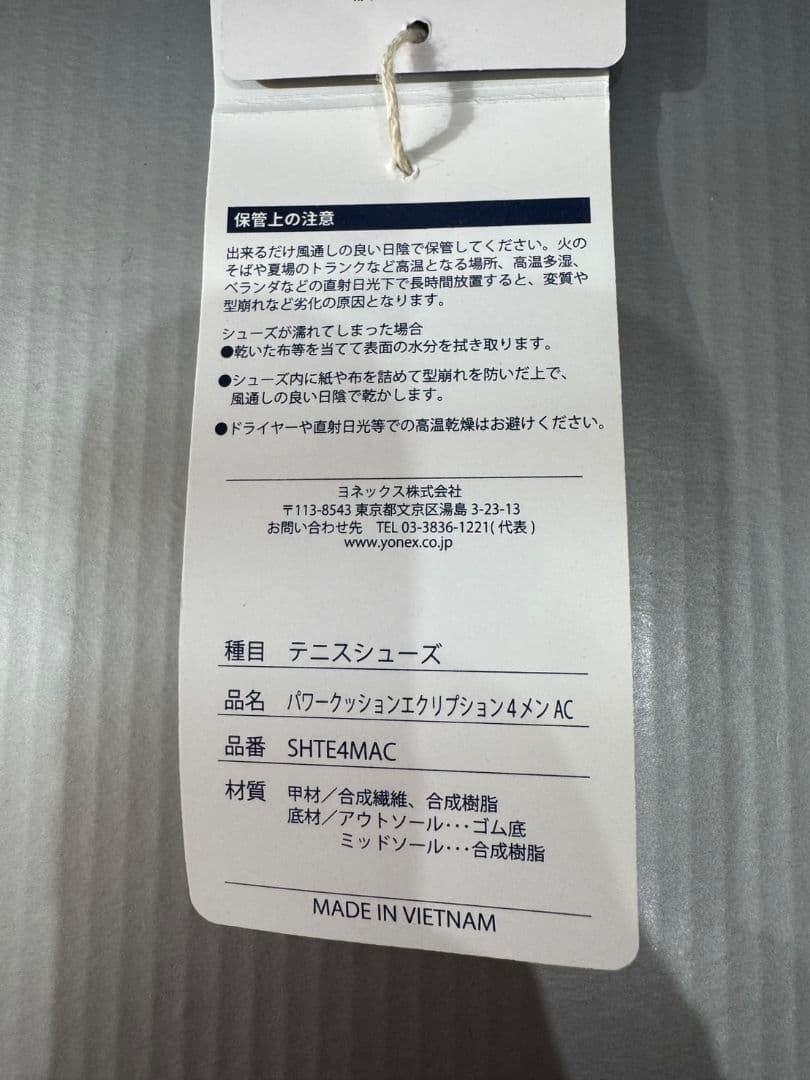 保管上の注意
出来るだけ風通しの良い日陰で保管してください。火の
そばや夏場のトランクなど高温となる場所、高温多湿、
ベランダなどの直射日光下で長時間放置すると、変質や
型崩れなど劣化の原因となります。
シューズが濡れてしまった場合
●乾いた布等を当てて表面の水分を拭き取ります。
●シューズ内に紙や布を詰めて型崩れを防いだ上で、
風通しの良い日陰で乾かします。
●ドライヤーや直射日光等での高温乾燥はお避けください。
ヨネックス株式会社
〒113-8543 東京都文京区湯島 3-23-13
お問い合わせ先 TEL 03-3836-1221(代表)
www.yonex.co.jp
種目 テニスシューズ
品名 パワークッションエクリプション4メン AC
品番 SHTE4MAC
材質 甲材／合成繊維、合成樹脂
底材／アウトソール･･･ゴム底
ミッドソール･･･合成樹脂
MADE IN VIETNAM